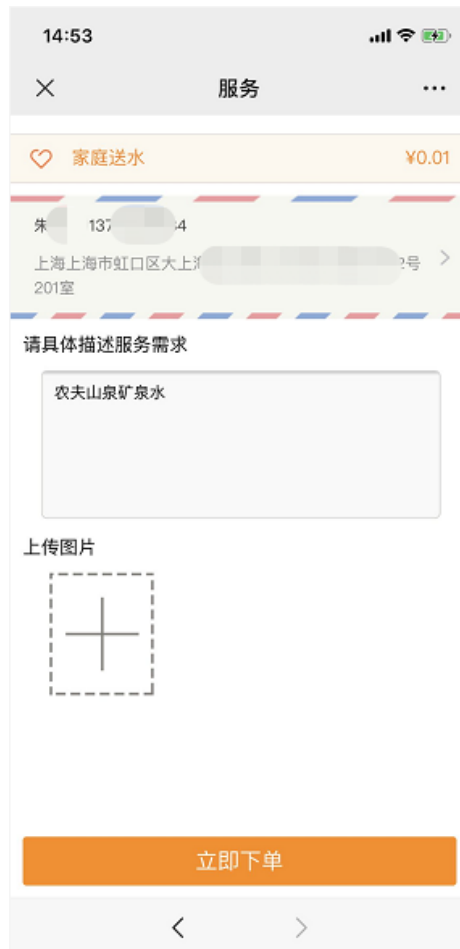 14:53
服务
家庭送水 ¥0.01
朱 137 4
上海上海市虹口区大上 2号
201室
请具体描述服务需求
农夫山泉矿泉水
上传图片
立即下单